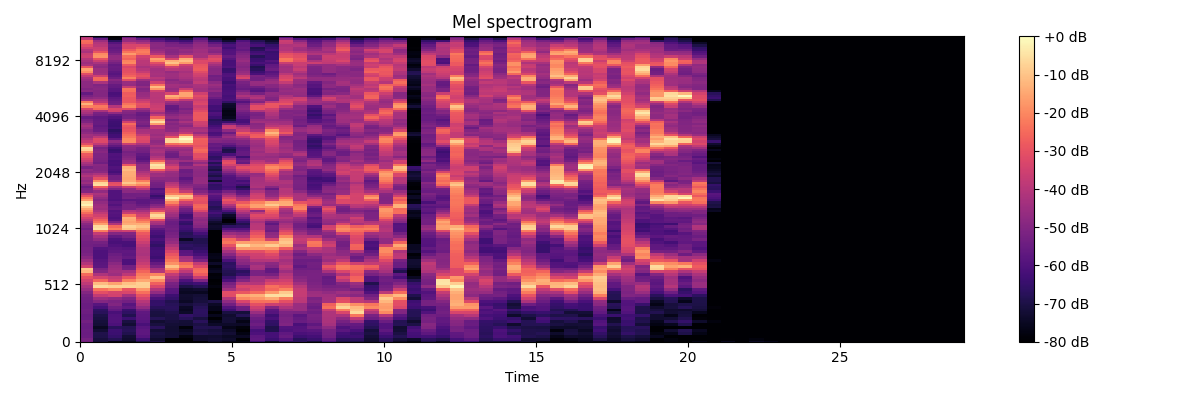 Mel spectrogram
+0 dB
8192
-10 dB
4096
-20 dB
-30 dB
Hz
2048
-40 dB
1024
-50 dB
-60 dB
512
-70 dB
0
-80 dB
0 5 10 15 20 25
Time